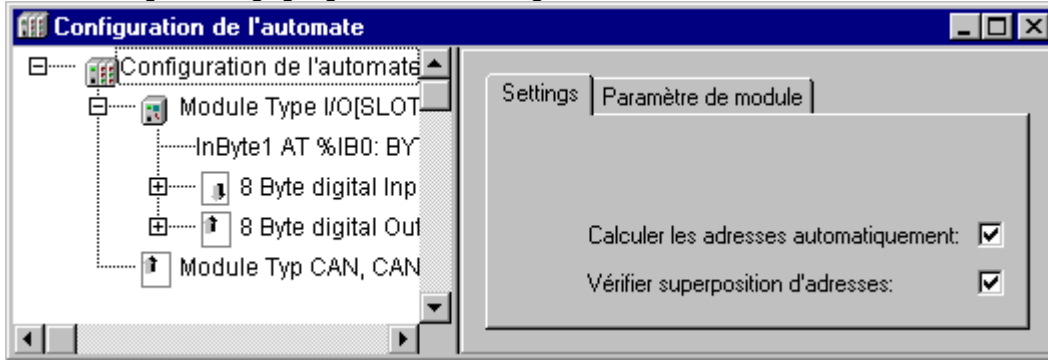 Configuration de l'automate
Configuration de l'automate
Module Type I/O[SLOT
InByte1 AT %IB0: BY
8 Byte digital Inp
8 Byte digital Out
Module Typ CAN, CAN
Settings Paramètre de module
Calculer les adresses automatiquement:
Vérifier superposition d'adresses: